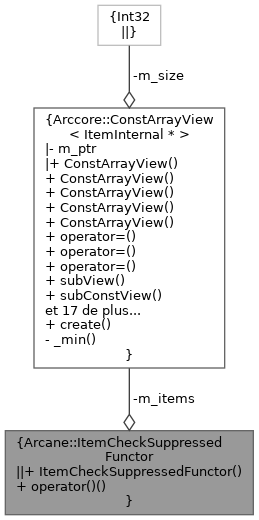 {Int32
||}
-m_size
{Arccore::ConstArrayView
< ItemInternal * >
|- m_ptr
|+ ConstArrayView()
+ ConstArrayView()
+ ConstArrayView()
+ ConstArrayView()
+ ConstArrayView()
+ operator=()
+ operator=()
+ operator=()
+ subView()
+ subConstView()
et 17 de plus...
+ create()
- _min()
}
-m_items
{Arcane::ItemCheckSuppressed
Functor
||+ ItemCheckSuppressedFunctor()
+ operator()()
}